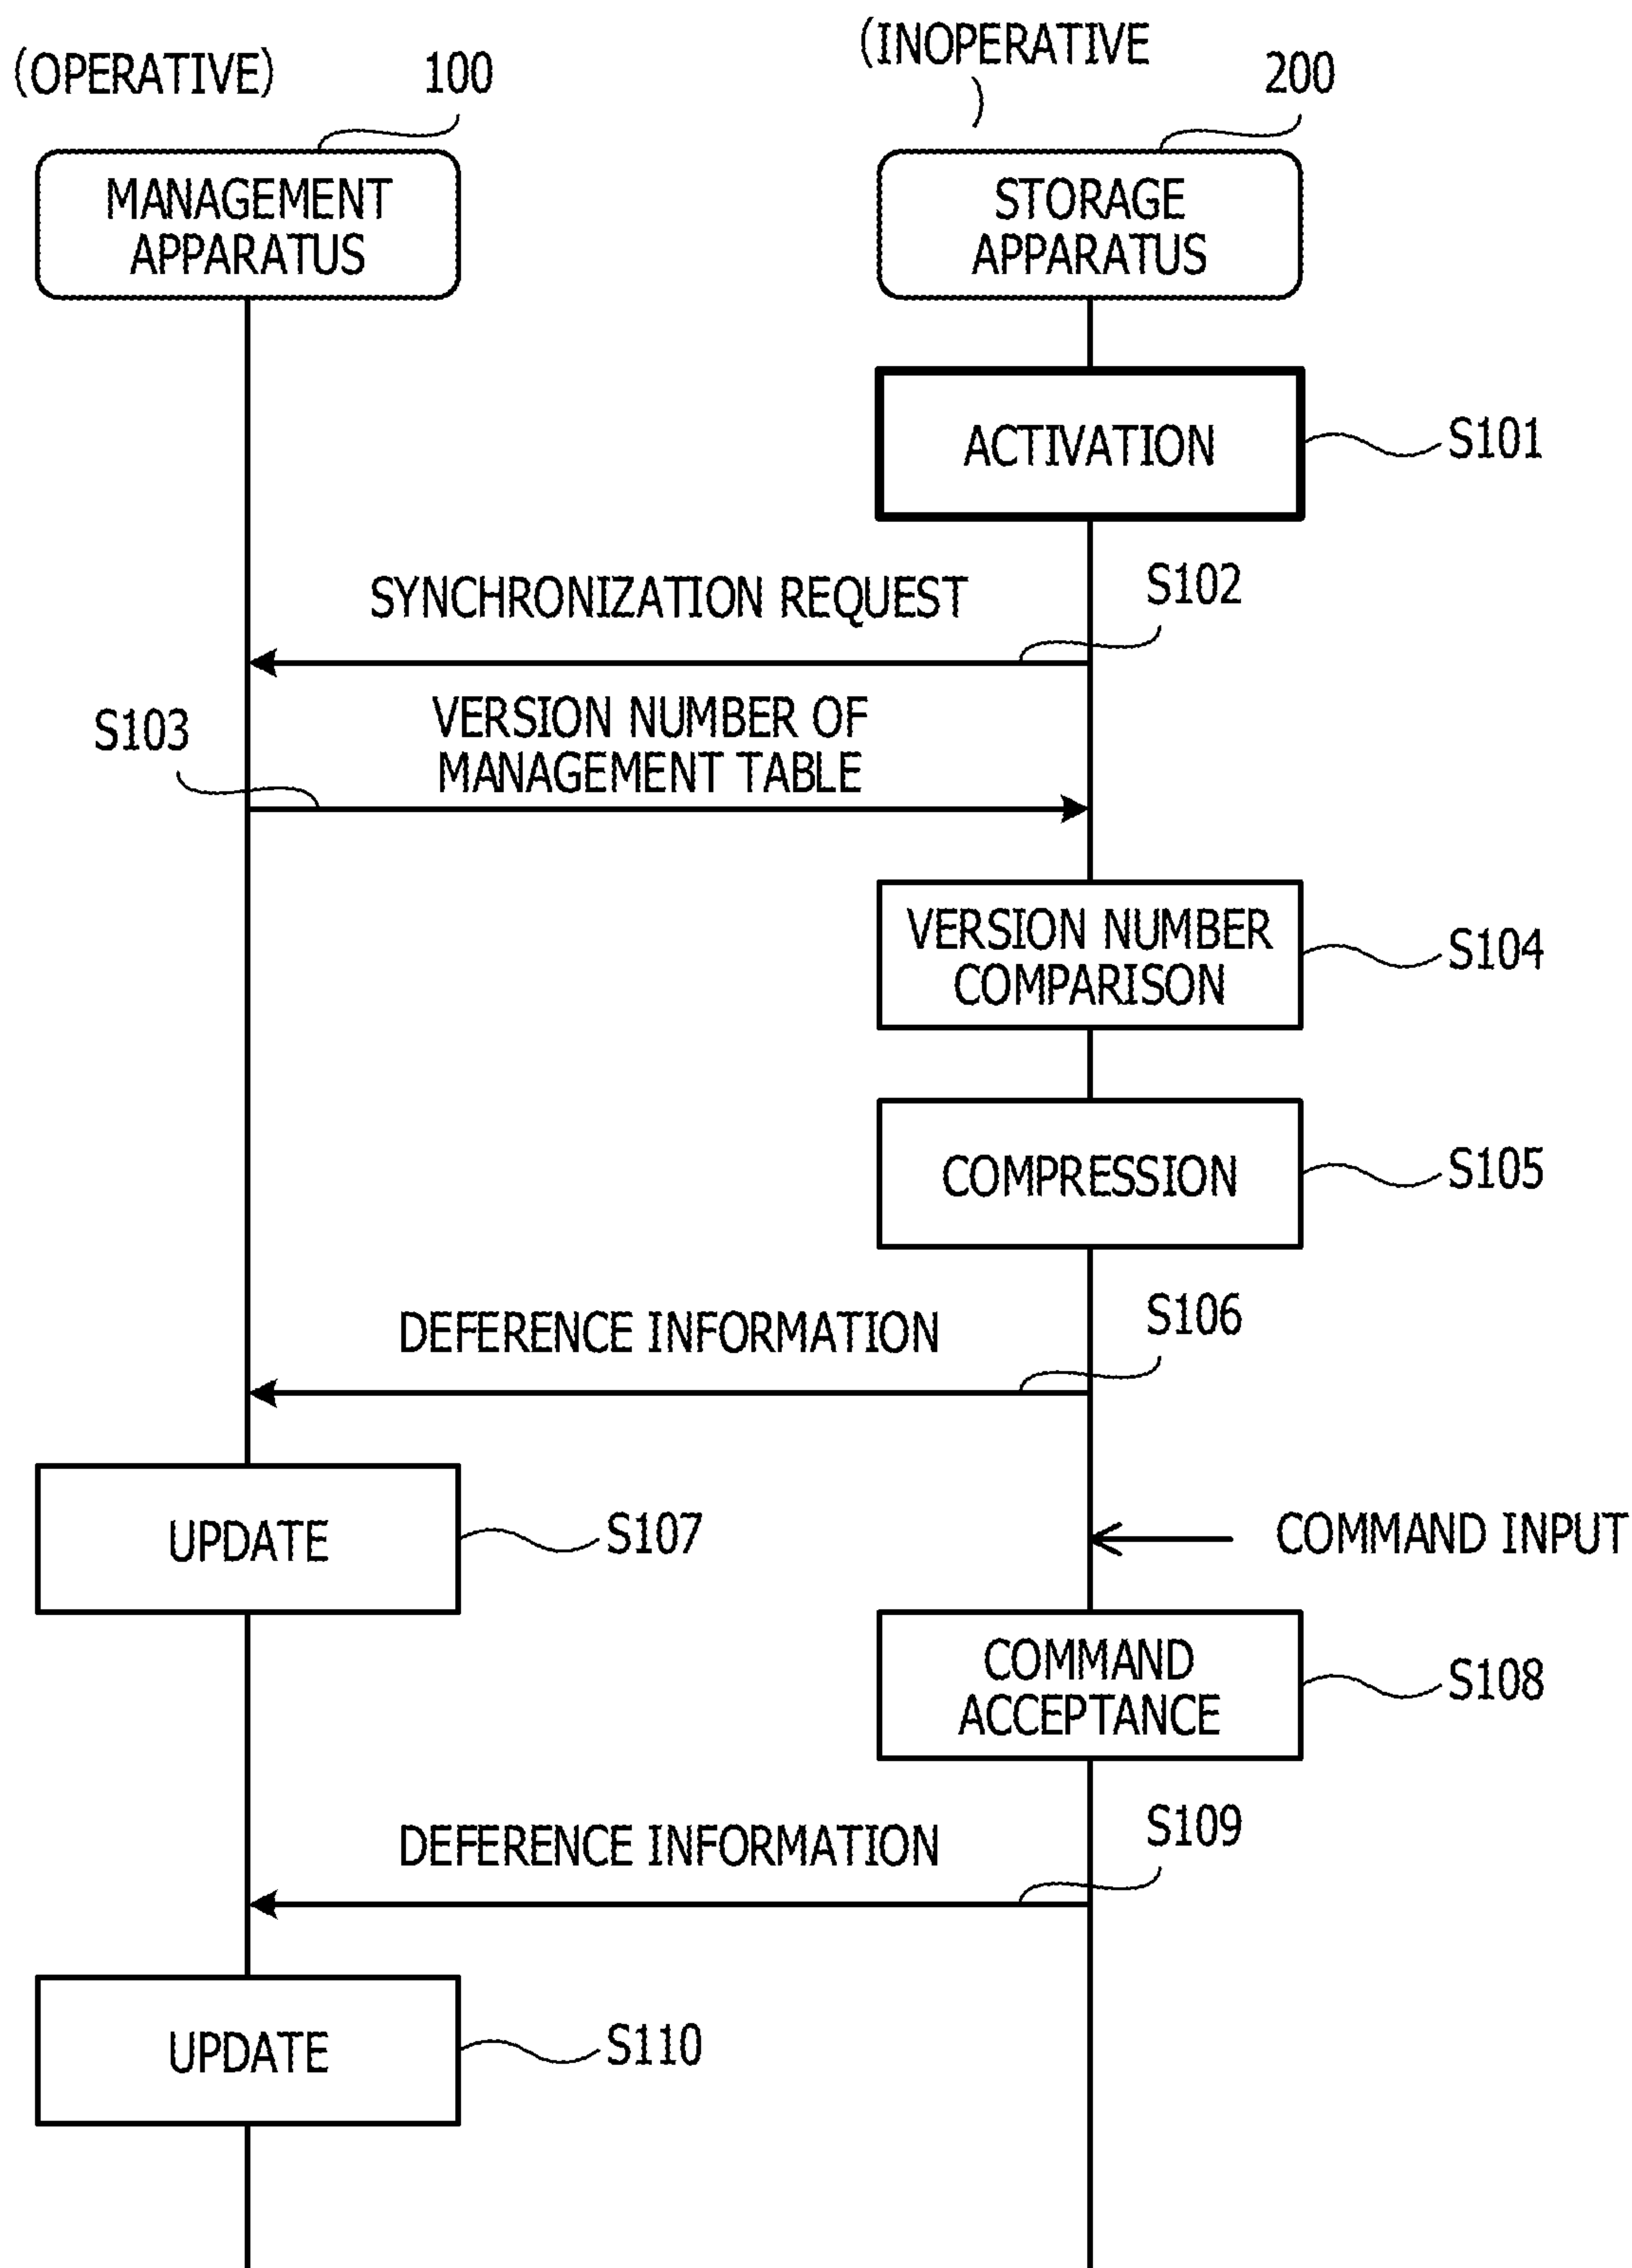 (OPERATIVE)
100
(INOPERATIVE
)
200
MANAGEMENT
APPARATUS
STORAGE
APPARATUS
ACTIVATION
S101
SYNCHRONIZATION REQUEST
S102
S103
VERSION NUMBER OF
MANAGEMENT TABLE
VERSION NUMBER
COMPARISON
S104
COMPRESSION
S105
DEFERENCE INFORMATION
S106
UPDATE
S107
COMMAND INPUT
COMMAND
ACCEPTANCE
S108
DEFERENCE INFORMATION
S109
UPDATE
S110